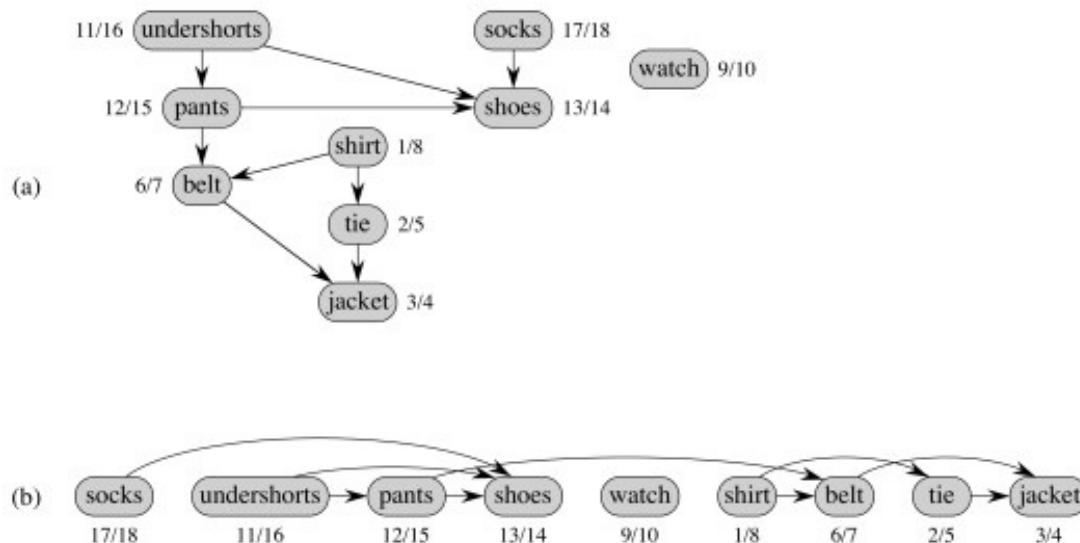 11/16 undershorts socks 17/18
watch 9/10
12/15 pants shoes 13/14
shirt 1/8
(a) 6/7 belt
tie 2/5
jacket 3/4
(b) socks undershorts pants shoes watch shirt belt tie jacket
17/18 11/16 12/15 13/14 9/10 1/8 6/7 2/5 3/4